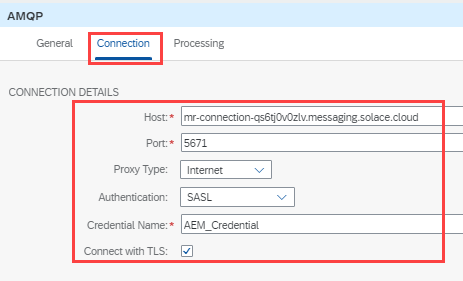 AMQP
General Connection Processing
CONNECTION DETAILS
Host:* mr-connection-qs6tj0v0zlv.messaging.solace.cloud
Port:* 5671
Proxy Type: Internet
Authentication: SASL
Credential Name:* AEM_Credential
Connect with TLS: